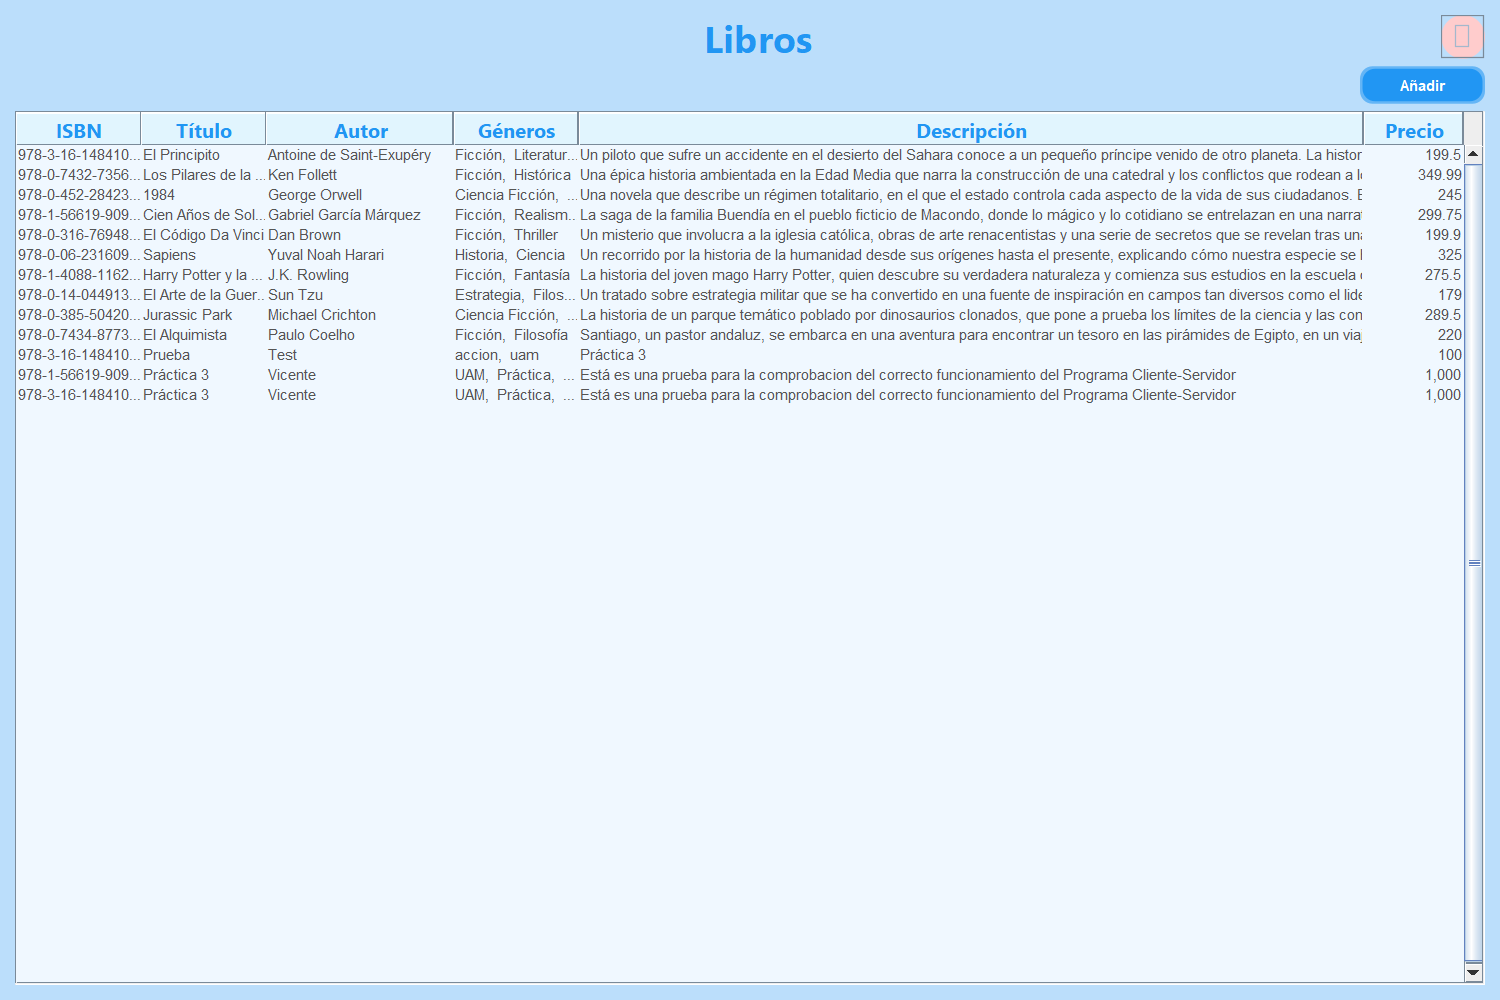 Libros
Añadir
ISBN Título Autor Géneros Descripción Precio
978-3-16-148410... El Principito Antoine de Saint-Exupéry Ficción, Literatur... Un piloto que sufre un accidente en el desierto del Sahara conoce a un pequeño príncipe venido de otro planeta. La histor 199.5
978-0-7432-7356... Los Pilares de la ... Ken Follett Ficción, Histórica Una épica historia ambientada en la Edad Media que narra la construcción de una catedral y los conflictos que rodean a l 349.99
978-0-452-28423... 1984 George Orwell Ciencia Ficción, ... Una novela que describe un régimen totalitario, en el que el estado controla cada aspecto de la vida de sus ciudadanos. E 245
978-1-56619-909... Cien Años de Sol... Gabriel García Márquez Ficción, Realism... La saga de la familia Buendía en el pueblo ficticio de Macondo, donde lo mágico y lo cotidiano se entrelazan en una narra 299.75
978-0-316-76948... El Código Da Vinci Dan Brown Ficción, Thriller Un misterio que involucra a la iglesia católica, obras de arte renacentistas y una serie de secretos que se revelan tras una 199.9
978-0-06-231609... Sapiens Yuval Noah Harari Historia, Ciencia Un recorrido por la historia de la humanidad desde sus orígenes hasta el presente, explicando cómo nuestra especie se 325
978-1-4088-1162... Harry Potter y la ... J.K. Rowling Ficción, Fantasía La historia del joven mago Harry Potter, quien descubre su verdadera naturaleza y comienza sus estudios en la escuela 275.5
978-0-14-044913... El Arte de la Guer... Sun Tzu Estrategia, Filos... Un tratado sobre estrategia militar que se ha convertido en una fuente de inspiración en campos tan diversos como el lide 179
978-0-385-50420... Jurassic Park Michael Crichton Ciencia Ficción, ... La historia de un parque temático poblado por dinosaurios clonados, que pone a prueba los límites de la ciencia y las con 289.5
978-0-7434-8773... El Alquimista Paulo Coelho Ficción, Filosofía Santiago, un pastor andaluz, se embarca en una aventura para encontrar un tesoro en las pirámides de Egipto, en un viaj 220
978-3-16-148410... Prueba Test accion, uam Práctica 3 100
978-1-56619-909... Práctica 3 Vicente UAM, Práctica, ... Está es una prueba para la comprobacion del correcto funcionamiento del Programa Cliente-Servidor 1,000
978-3-16-148410... Práctica 3 Vicente UAM, Práctica, ... Está es una prueba para la comprobacion del correcto funcionamiento del Programa Cliente-Servidor 1,000